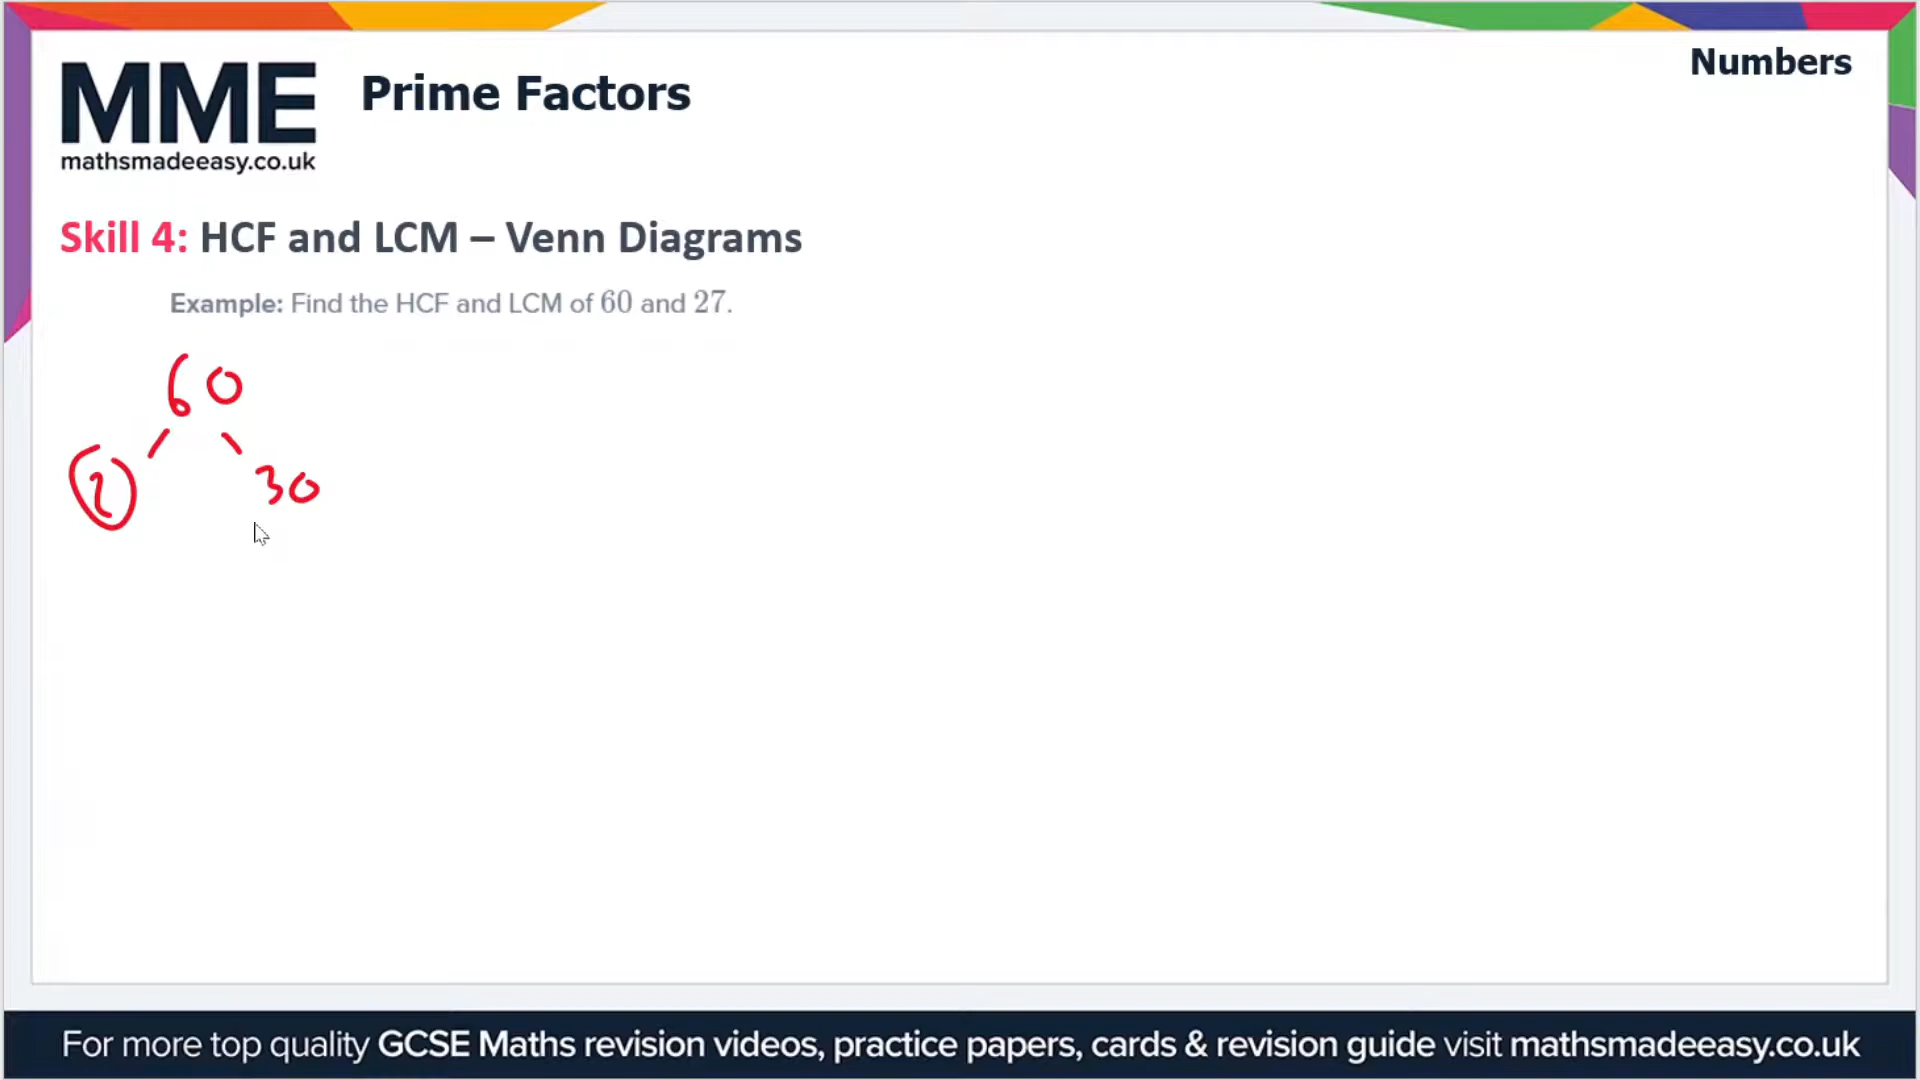 Numbers
MME
Prime Factors
mathsmadeeasy.co.uk
Skill 4: HCF and LCM – Venn Diagrams
Example: Find the HCF and LCM of 60 and 27.
60
2 30
For more top quality GCSE Maths revision videos, practice papers, cards & revision guide visit mathsmadeeasy.co.uk